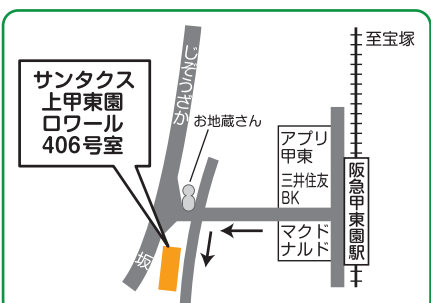 至宝塚
サンタクス
上甲東園
ロワール
406号室
じぞうざか
お地蔵さん
アプリ
甲東
三井住友
BK
マクド
ナルド
阪急甲東園駅
坂